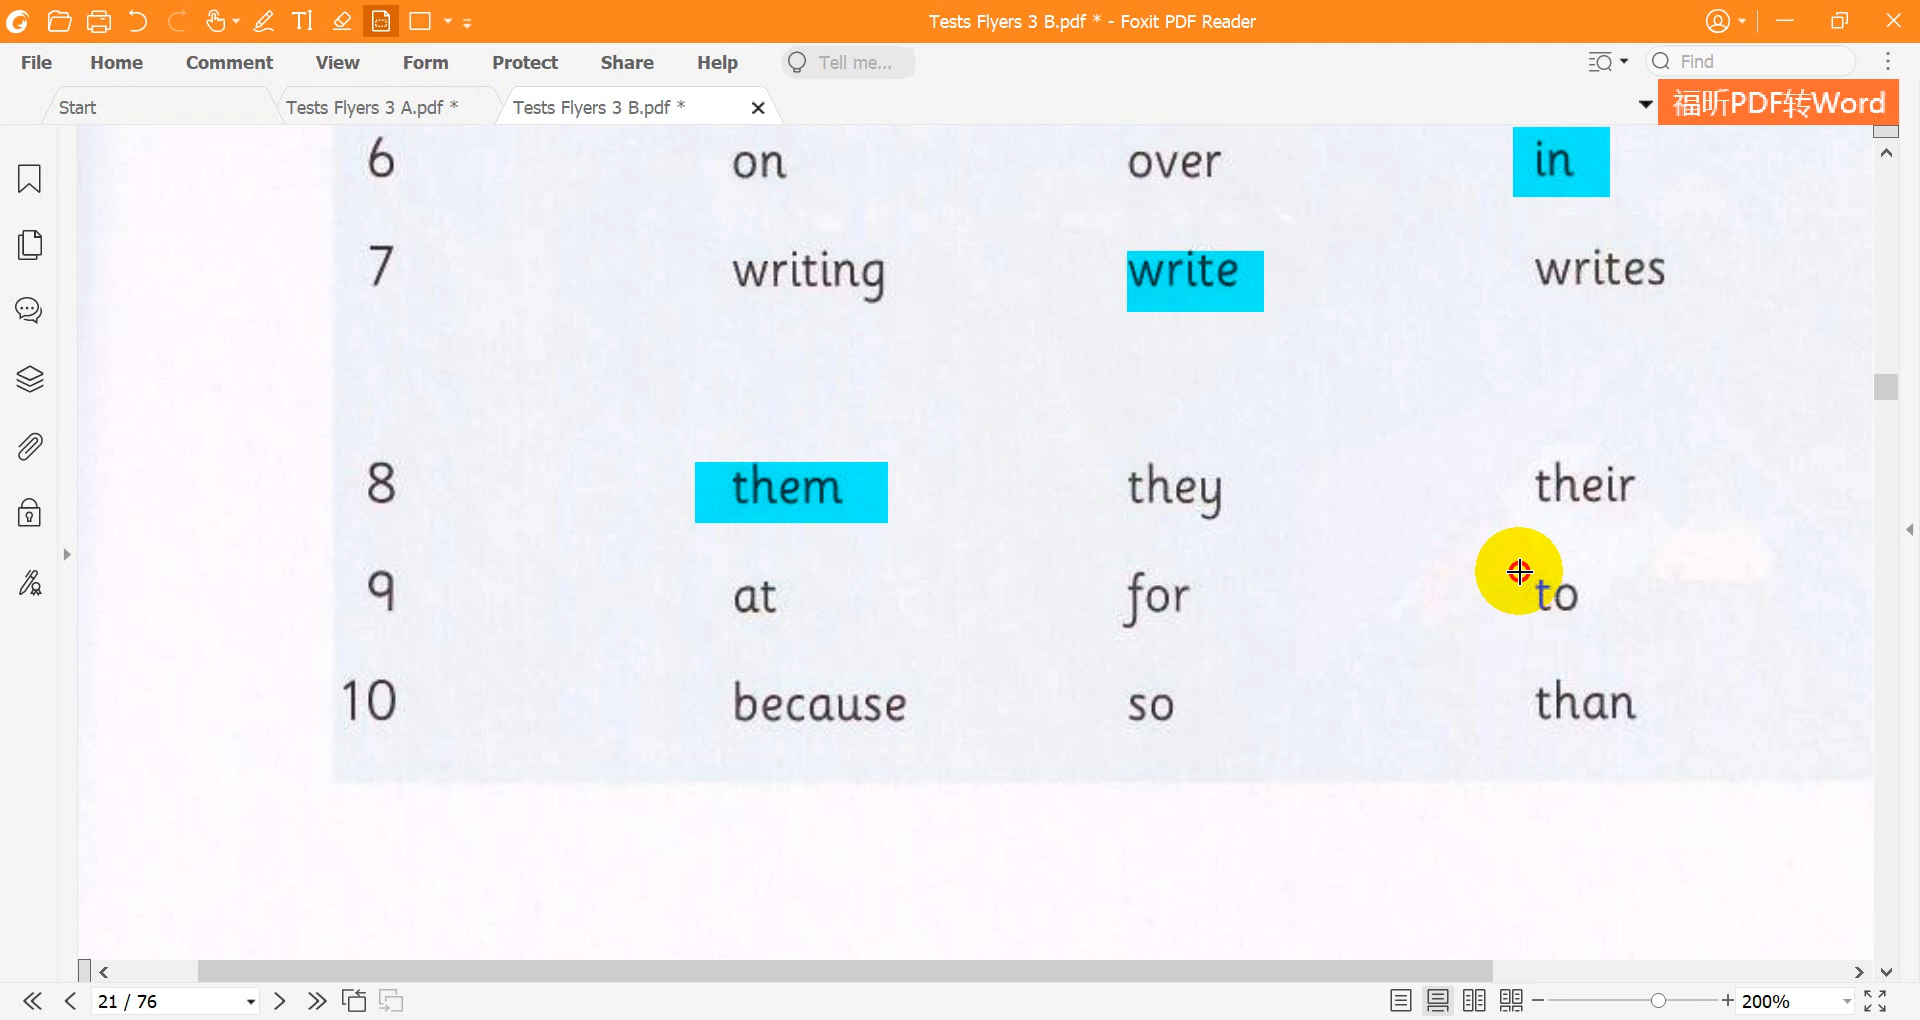 Tests Flyers 3 B.pdf * - Foxit PDF Reader
File Home Comment View Form Protect Share Help Tell me... Find
Start Tests Flyers 3 A.pdf * Tests Flyers 3 B.pdf * 福昕PDF转Word
6 on over in
7 writing write writes
8 them they their
9 at for to
10 because so than
21 / 76 200%